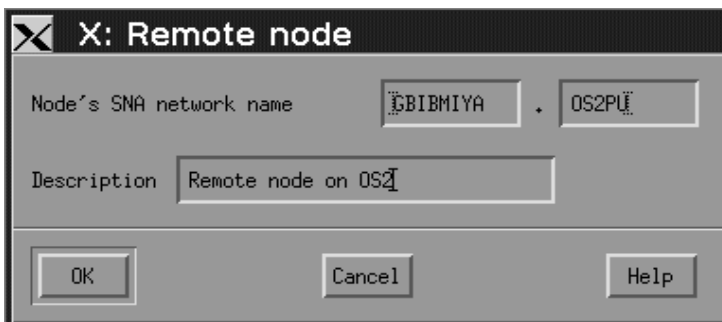 X: Remote node
Node's SNA network name GBIBMIYA . OS2PU
Description Remote node on OS2
OK Cancel Help